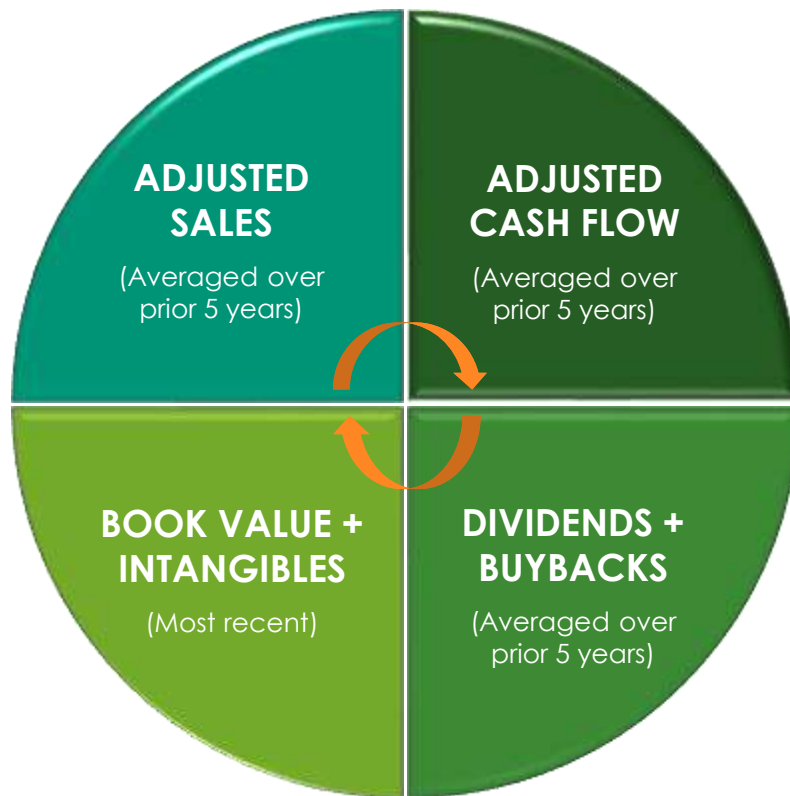 ADJUSTED
SALES
(Averaged over
prior 5 years)
ADJUSTED
CASH FLOW
(Averaged over
prior 5 years)
BOOK VALUE +
INTANGIBLES
(Most recent)
DIVIDENDS +
BUYBACKS
(Averaged over
prior 5 years)